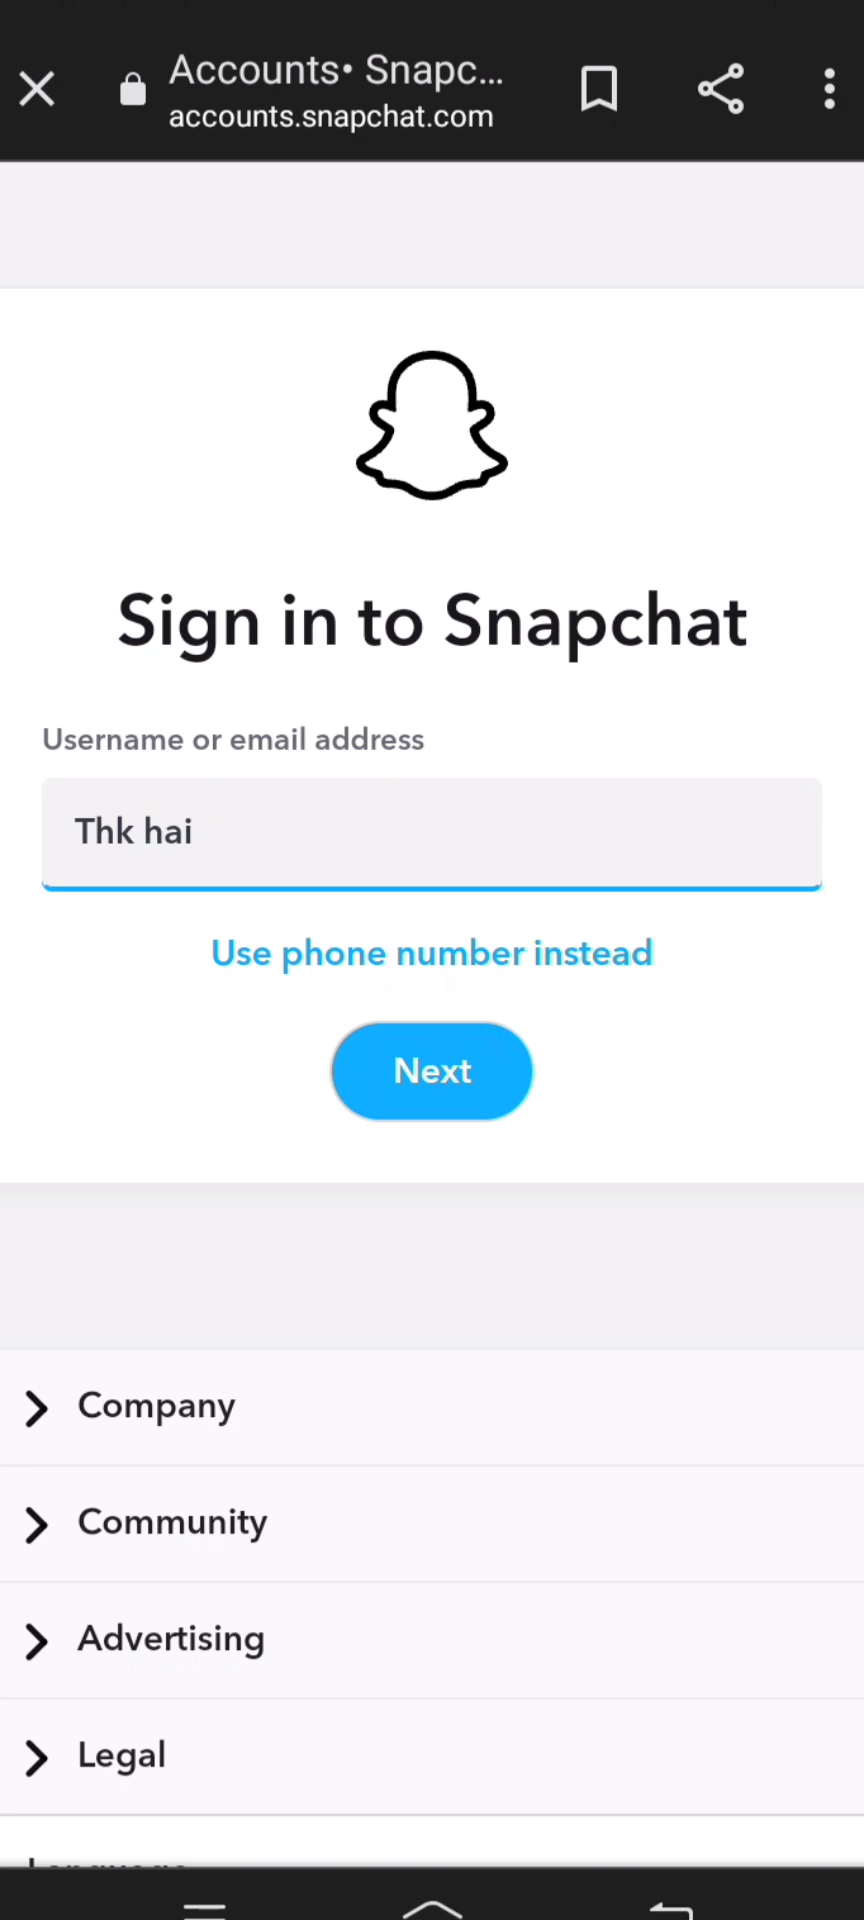 Accounts• Snapc...
accounts.snapchat.com
Sign in to Snapchat
Username or email address
Thk hai
Use phone number instead
Next
Company
Community
Advertising
Legal
Language